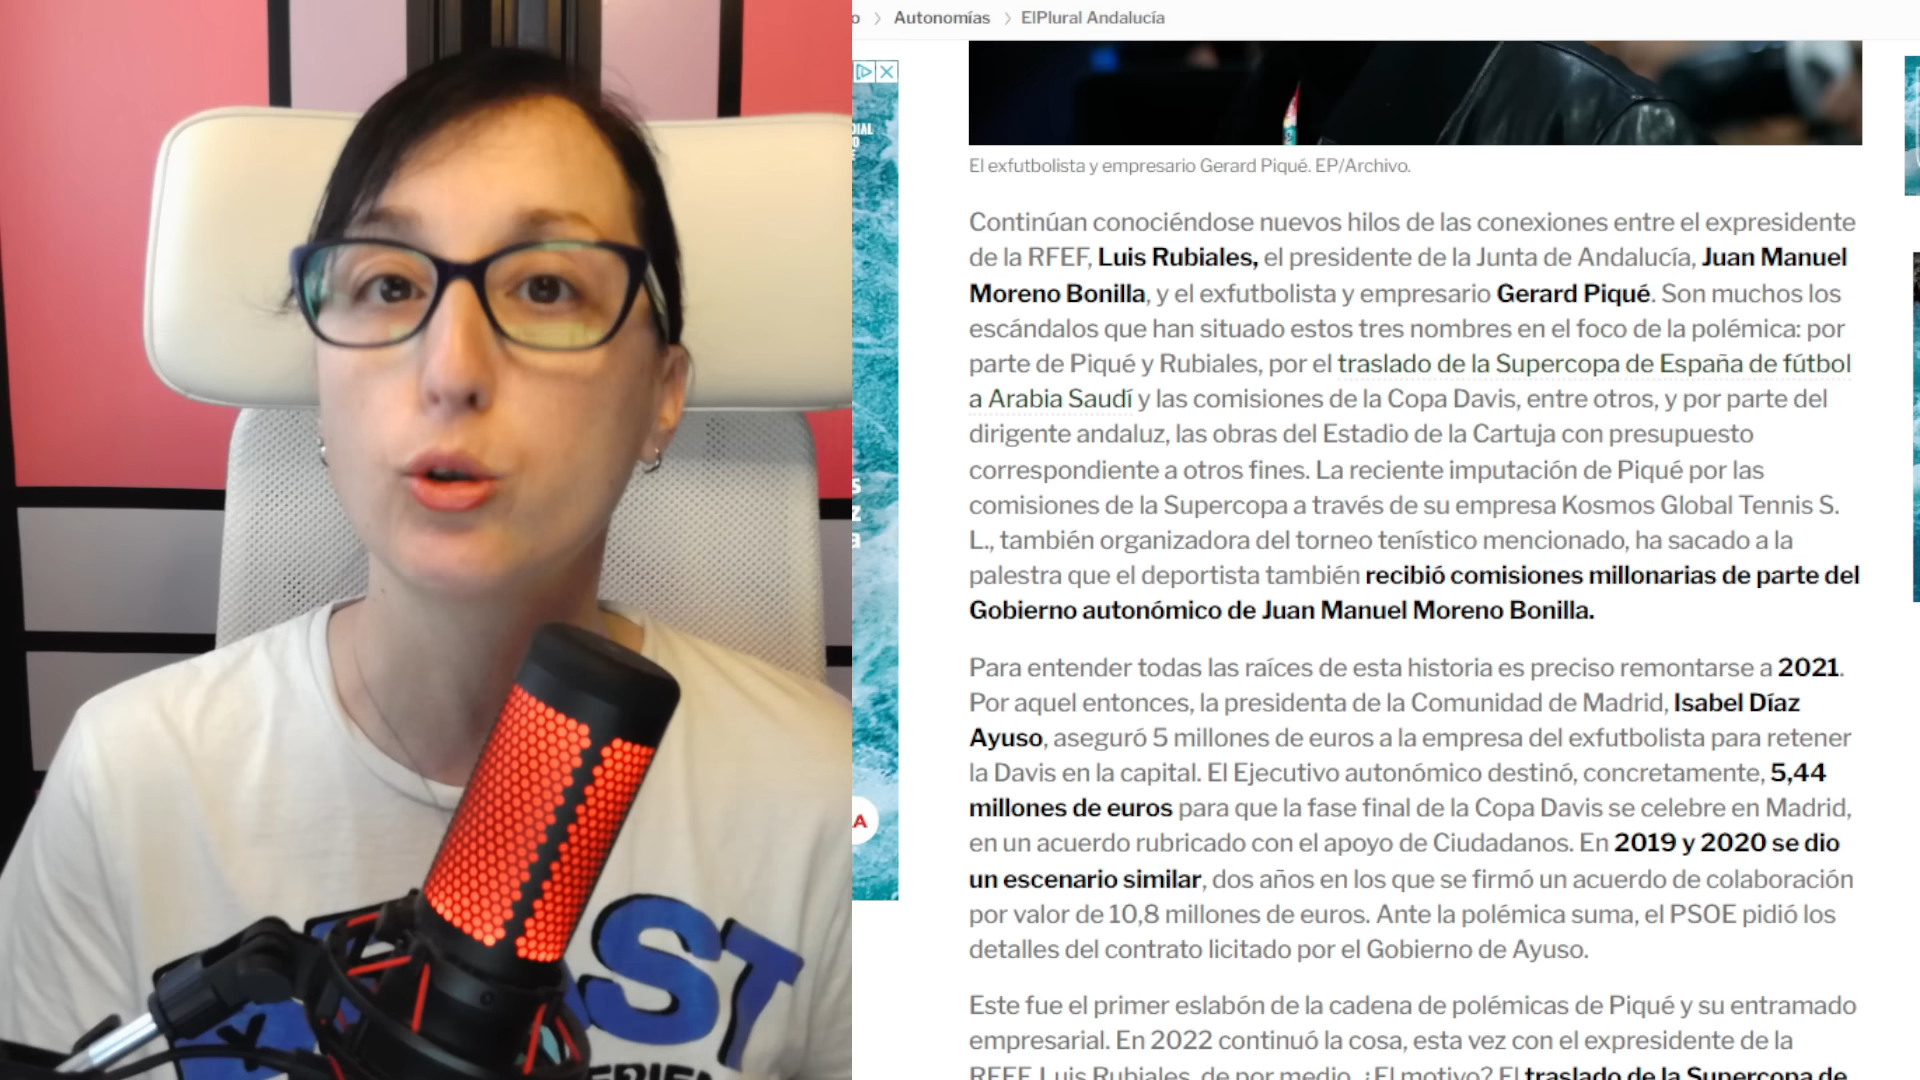 Autonomías
ElPlural Andalucía
El exfutbolista y empresario Gerard Piqué. EP/Archivo.
Continúan conociéndose nuevos hilos de las conexiones entre el expresidente
de la RFEF, Luis Rubiales, el presidente de la Junta de Andalucía, Juan Manuel
Moreno Bonilla, y el exfutbolista y empresario Gerard Piqué. Son muchos los
escándalos que han situado estos tres nombres en el foco de la polémica: por
parte de Piqué y Rubiales, por el traslado de la Supercopa de España de fútbol
a Arabia Saudí y las comisiones de la Copa Davis, entre otros, y por parte del
dirigente andaluz, las obras del Estadio de la Cartuja con presupuesto
correspondiente a otros fines. La reciente imputación de Piqué por las
comisiones de la Supercopa a través de su empresa Kosmos Global Tennis S.
L., también organizadora del torneo tenístico mencionado, ha sacado a la
palestra que el deportista también recibió comisiones millonarias de parte del
Gobierno autonómico de Juan Manuel Moreno Bonilla.
Para entender todas las raíces de esta historia es preciso remontarse a 2021.
Por aquel entonces, la presidenta de la Comunidad de Madrid, Isabel Díaz
Ayuso, aseguró 5 millones de euros a la empresa del exfutbolista para retener
la Davis en la capital. El Ejecutivo autonómico destinó, concretamente, 5,44
millones de euros para que la fase final de la Copa Davis se celebre en Madrid,
en un acuerdo rubricado con el apoyo de Ciudadanos. En 2019 y 2020 se dio
un escenario similar, dos años en los que se firmó un acuerdo de colaboración
por valor de 10,8 millones de euros. Ante la polémica suma, el PSOE pidió los
detalles del contrato licitado por el Gobierno de Ayuso.
Este fue el primer eslabón de la cadena de polémicas de Piqué y su entramado
empresarial. En 2022 continuó la cosa, esta vez con el expresidente de la
RFEF, Luis Rubiales, de por medio. ¿El motivo? El traslado de la Supercopa de